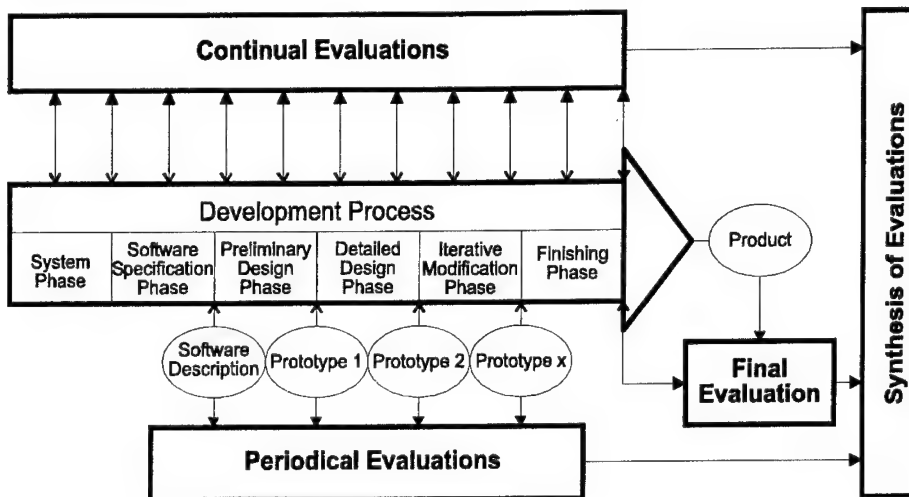 Continual Evaluations
Development Process
System
Phase
Software
Specification
Phase
Preliminary
Design
Phase
Detailed
Design
Phase
Iterative
Modification
Phase
Finishing
Phase
Product
Software
Description
Prototype 1
Prototype 2
Prototype x
Final
Evaluation
Periodical Evaluations
Synthesis of Evaluations